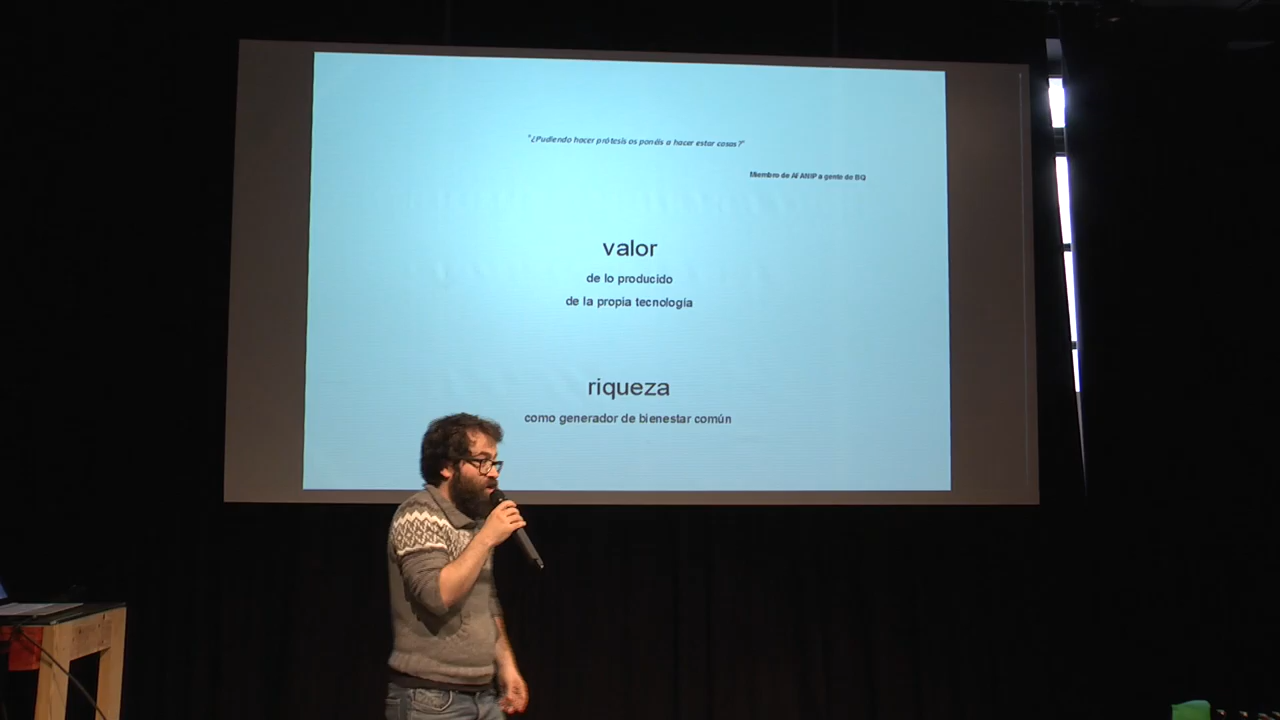 "¿Pudiendo hacer prótesis os ponéis a hacer estar cosas?"
Miembro de AFANIP a gente de BQ
valor
de lo producido
de la propia tecnología
riqueza
como generador de bienestar común